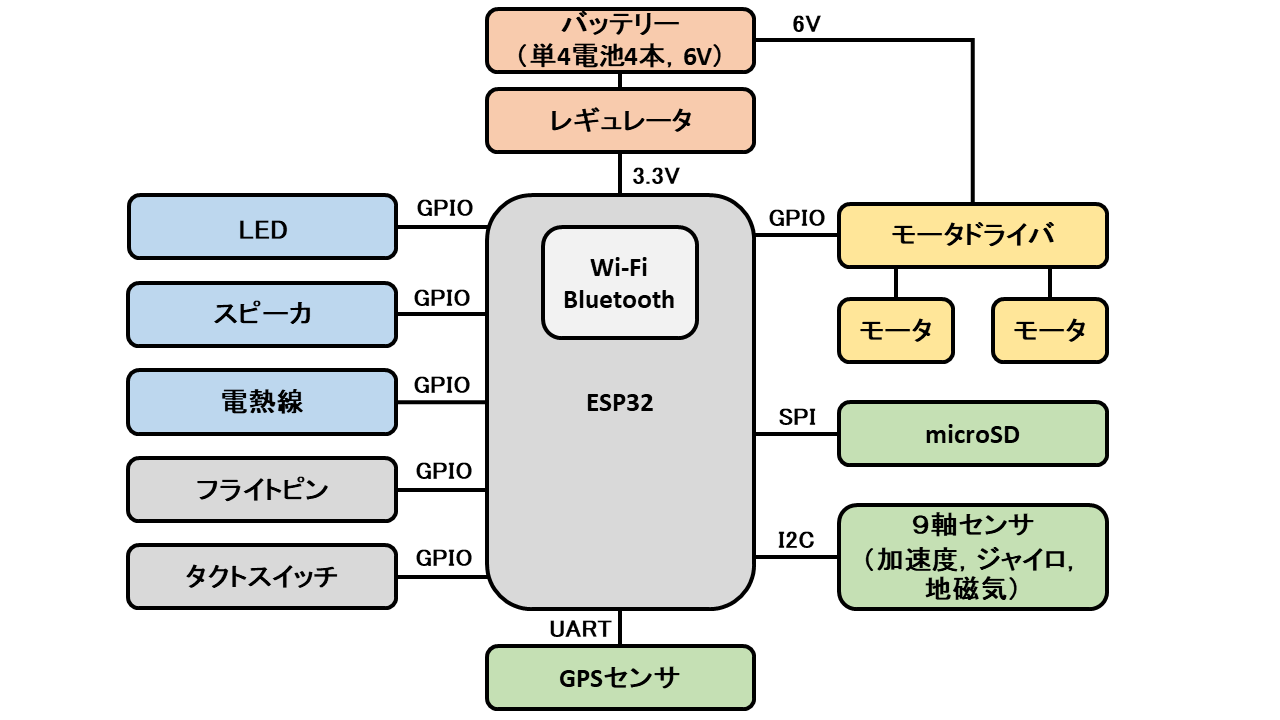 バッテリー
（単4電池4本，6V）
6V
レギュレータ
3.3V
LED
GPIO
スピーカ
GPIO
電熱線
GPIO
フライトピン
GPIO
タクトスイッチ
GPIO
Wi-Fi
Bluetooth
ESP32
GPIO
モータドライバ
モータ
モータ
SPI
microSD
I2C
９軸センサ
（加速度，ジャイロ，
地磁気）
UART
GPSセンサ